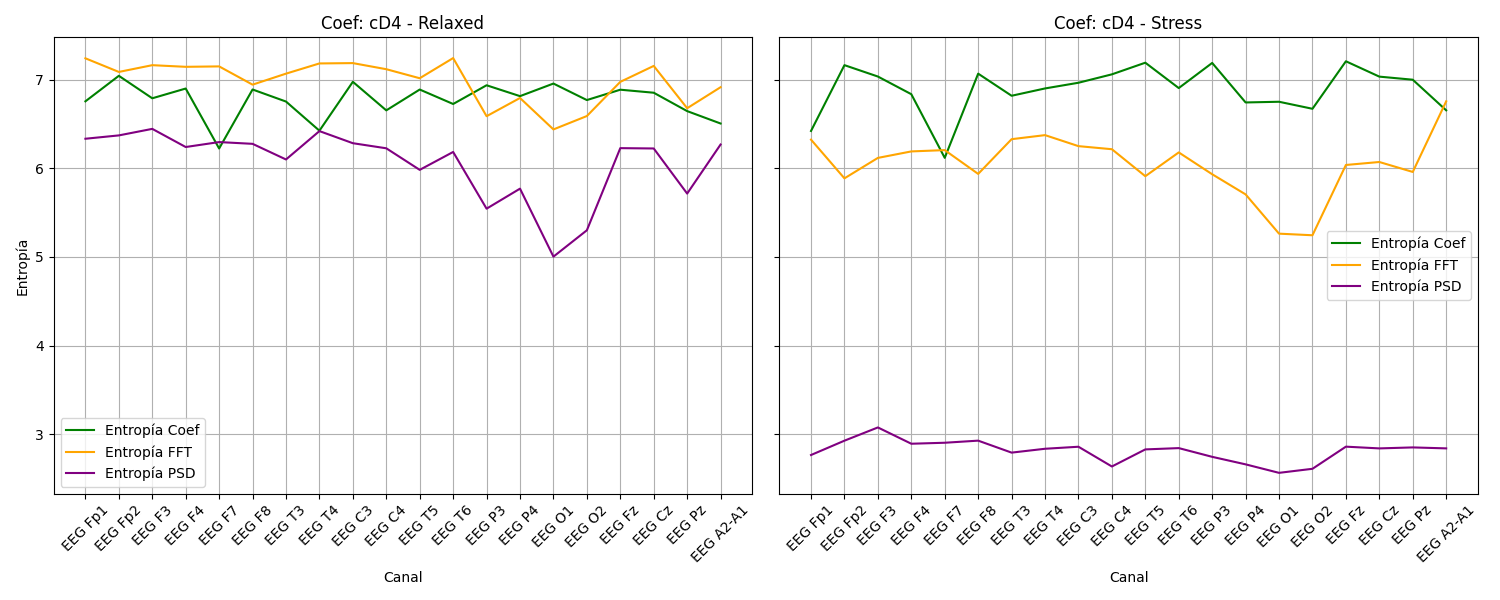 Coef: cD4 - Relaxed
Entropía
7
6
5
4
3
Entropía Coef
Entropía FFT
Entropía PSD
EEG Fp1
EEG Fp2
EEG F3
EEG F4
EEG F7
EEG F8
EEG T3
EEG T4
EEG C3
EEG C4
EEG T5
EEG T6
EEG P3
EEG P4
EEG O1
EEG O2
EEG Fz
EEG Cz
EEG Pz
EEG A2-A1
Canal
Coef: cD4 - Stress
Entropía Coef
Entropía FFT
Entropía PSD
EEG Fp1
EEG Fp2
EEG F3
EEG F4
EEG F7
EEG F8
EEG T3
EEG T4
EEG C3
EEG C4
EEG T5
EEG T6
EEG P3
EEG P4
EEG O1
EEG O2
EEG Fz
EEG Cz
EEG Pz
EEG A2-A1
Canal